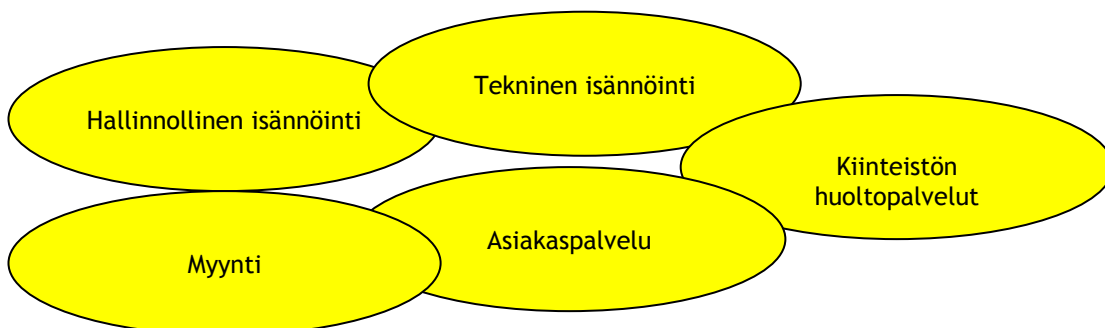 Hallinnollinen isännöinti
Tekninen isännöinti
Kiinteistön
huoltopalvelut
Myynti
Asiakaspalvelu